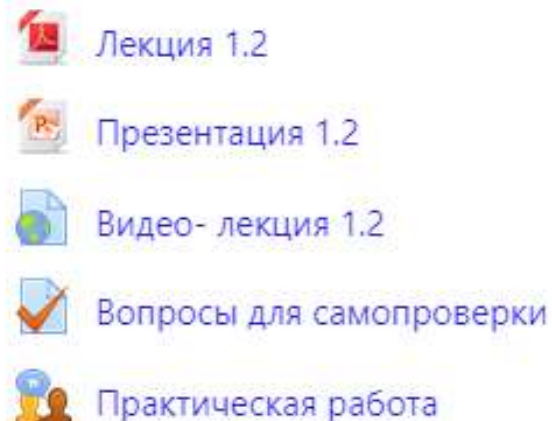 Лекция 1.2
Презентация 1.2
Видео- лекция 1.2
Вопросы для самопроверки
Практическая работа